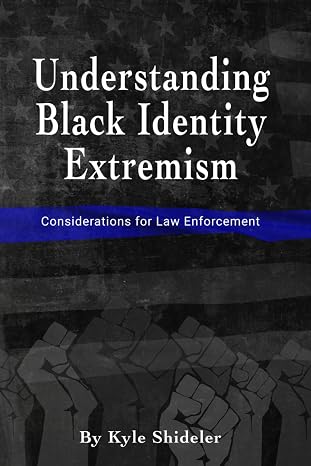 Understanding
Black Identity
Extremism
Considerations for Law Enforcement
By Kyle Shideler